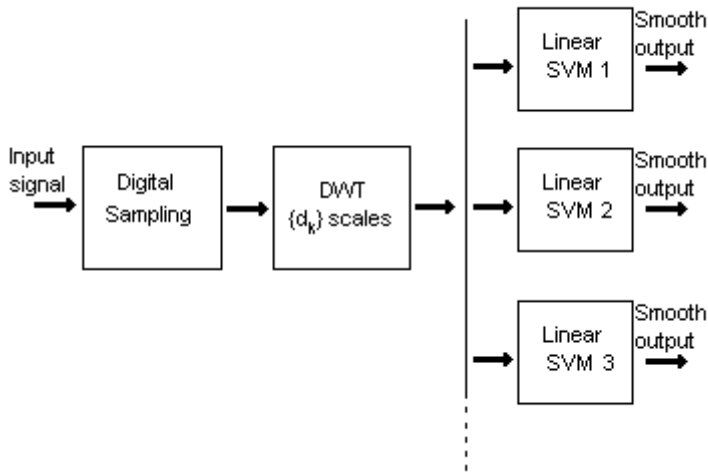 Input
signal
Digital
Sampling
DWT
{dk} scales
Linear
SVM 1
Smooth
output
Linear
SVM 2
Smooth
output
Linear
SVM 3
Smooth
output